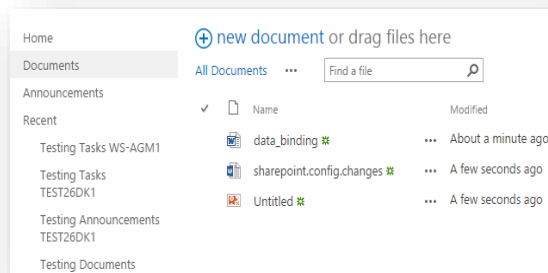 Home
Documents
Announcements
Recent
Testing Tasks WS-AGM1
Testing Tasks
TEST26DK1
Testing Announcements
TEST26DK1
Testing Documents
new document or drag files here
All Documents ••• Find a file
Name Modified
data_binding ••• About a minute ago
sharepoint.config.changes ••• A few seconds ago
Untitled ••• A few seconds ago